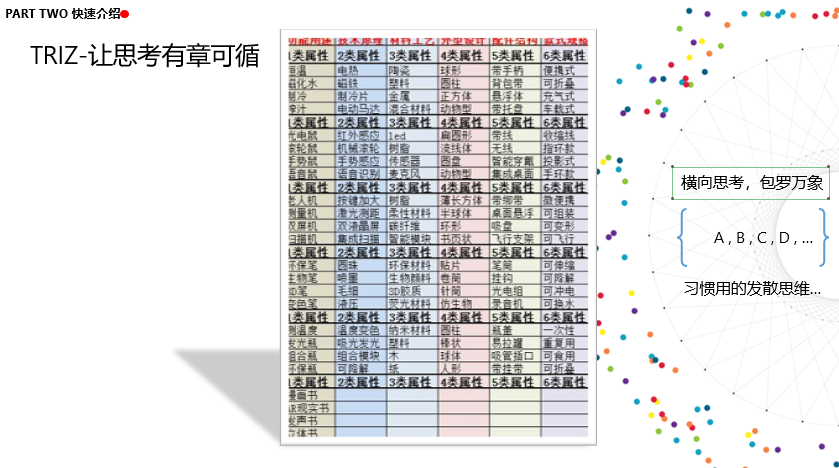 PART TWO 快速介绍
TRIZ-让思考有章可循
功能用途 技术原理 材料工艺 外型设计 配件结构 款式规格
1类属性 2类属性 3类属性 4类属性 5类属性 6类属性
恒温 电热 陶瓷 球形 带手柄 便携式
磁化水 磁铁 塑料 圆柱 背包带 可折叠
制冷 制冷片 金属 正方体 悬浮体 充气式
榨汁 电动马达 混合材料 动物型 带托盘 车载式
1类属性 2类属性 3类属性 4类属性 5类属性 6类属性
光电鼠 红外感应 led 扁圆形 带线 收缩线
滚轮鼠 机械滚轮 树脂 流线体 无线 指环款
手势鼠 手势感应 传感器 圆盘 智能穿戴 投影式
语音鼠 语音识别 麦克风 动物型 集成桌面 手环款
1类属性 2类属性 3类属性 4类属性 5类属性 6类属性
老人机 按键加大 树脂 薄长方体 带绑带 微便携
测量机 激光测距 柔性材料 半球体 桌面悬浮 可组装
双屏机 双液晶屏 碳纤维 环形 吸盘 可变形
扫描机 集成扫描 智能模块 书页状 飞行支架 可飞行
1类属性 2类属性 3类属性 4类属性 5类属性 6类属性
环保笔 圆珠 环保材料 贴片 笔筒 可伸缩
生物笔 喷墨 生物颜料 卷筒 挂钩 可降解
3D笔 毛细 3D胶质 针筒 光电组 可冲电
变色笔 液压 荧光材料 仿生物 录音机 可换水
1类属性 2类属性 3类属性 4类属性 5类属性 6类属性
测温度 温度变色 纳米材料 圆柱 瓶盖 一次性
发光瓶 吸光发光 塑料 棒状 易拉罐 重复用
组合瓶 组合模块 木 球体 吸管插口 可食用
环保瓶 可降解 纸 人形 带挂带 可折叠
1类属性 2类属性 3类属性 4类属性 5类属性 6类属性
漫画书
虚现实书
发声书
立体书
横向思考，包罗万象
A , B , C , D , ...
习惯用的发散思维...